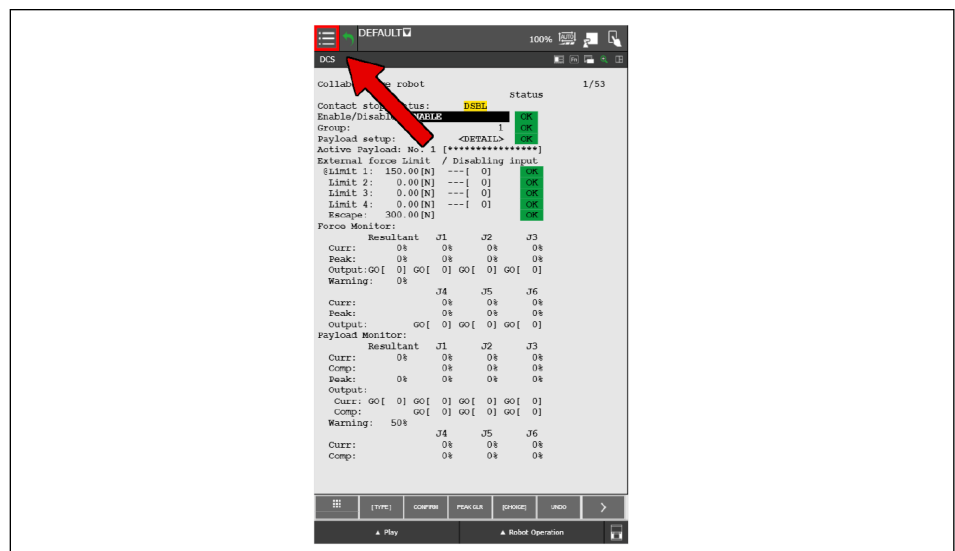 DEFAULT
100% AUTO
DCS
Fn
Collab e robot 1/53
Status
Contact stop tus: DSBL
Enable/Disabl NABLE OK
Group: 1 OK
Payload setup: <DETAIL> OK
Active Payload: No. 1 [****************]
External force Limit / Disabling input
@Limit 1: 150.00[N] ---[ 0] OK
Limit 2: 0.00[N] ---[ 0] OK
Limit 3: 0.00[N] ---[ 0] OK
Limit 4: 0.00[N] ---[ 0] OK
Escape: 300.00[N] OK
Force Monitor:
Resultant J1 J2 J3
Curr: 0% 0% 0% 0%
Peak: 0% 0% 0% 0%
Output:GO[ 0] GO[ 0] GO[ 0] GO[ 0]
Warning: 0%
J4 J5 J6
Curr: 0% 0% 0%
Peak: 0% 0% 0%
Output: GO[ 0] GO[ 0] GO[ 0]
Payload Monitor:
Resultant J1 J2 J3
Curr: 0% 0% 0% 0%
Comp: 0% 0% 0%
Peak: 0% 0% 0% 0%
Output:
Curr: GO[ 0] GO[ 0] GO[ 0] GO[ 0]
Comp: GO[ 0] GO[ 0] GO[ 0]
Warning: 50%
J4 J5 J6
Curr: 0% 0% 0%
Comp: 0% 0% 0%
[TYPE] CONFIRM PEAK CLR [CHOICE] UNDO >
▲ Play ▲ Robot Operation